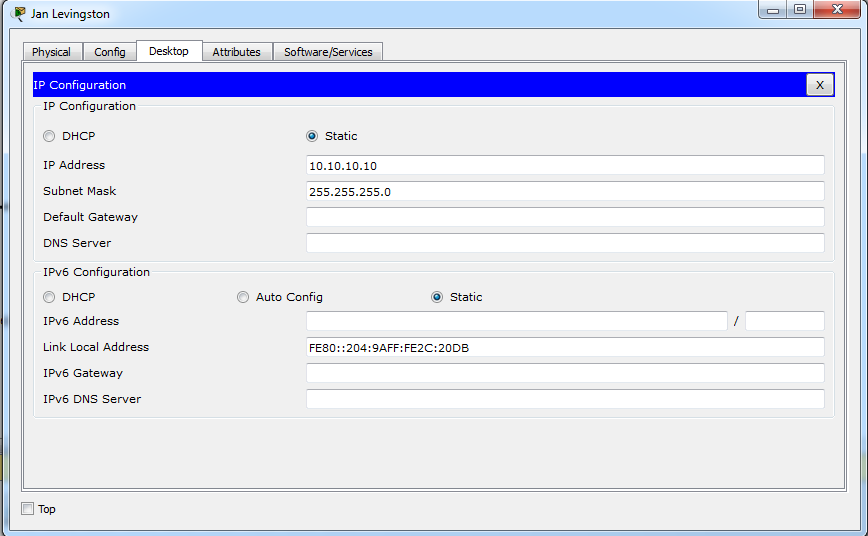 Jan Levingston
Physical Config Desktop Attributes Software/Services
IP Configuration X
IP Configuration
DHCP Static
IP Address 10.10.10.10
Subnet Mask 255.255.255.0
Default Gateway
DNS Server
IPv6 Configuration
DHCP Auto Config Static
IPv6 Address /
Link Local Address FE80::204:9AFF:FE2C:20DB
IPv6 Gateway
IPv6 DNS Server
Top